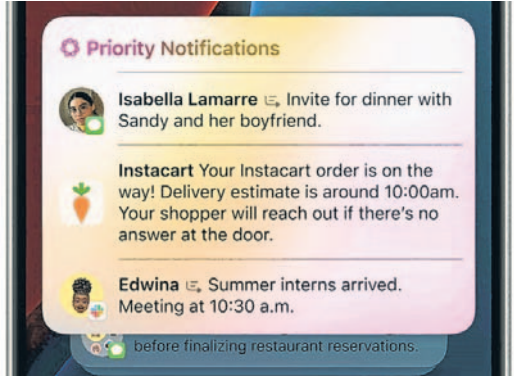 Priority Notifications
Isabella Lamarre Invite for dinner with
Sandy and her boyfriend.
Instacart Your Instacart order is on the
way! Delivery estimate is around 10:00am.
Your shopper will reach out if there's no
answer at the door.
Edwina Summer interns arrived.
Meeting at 10:30 a.m.
before finalizing restaurant reservations.